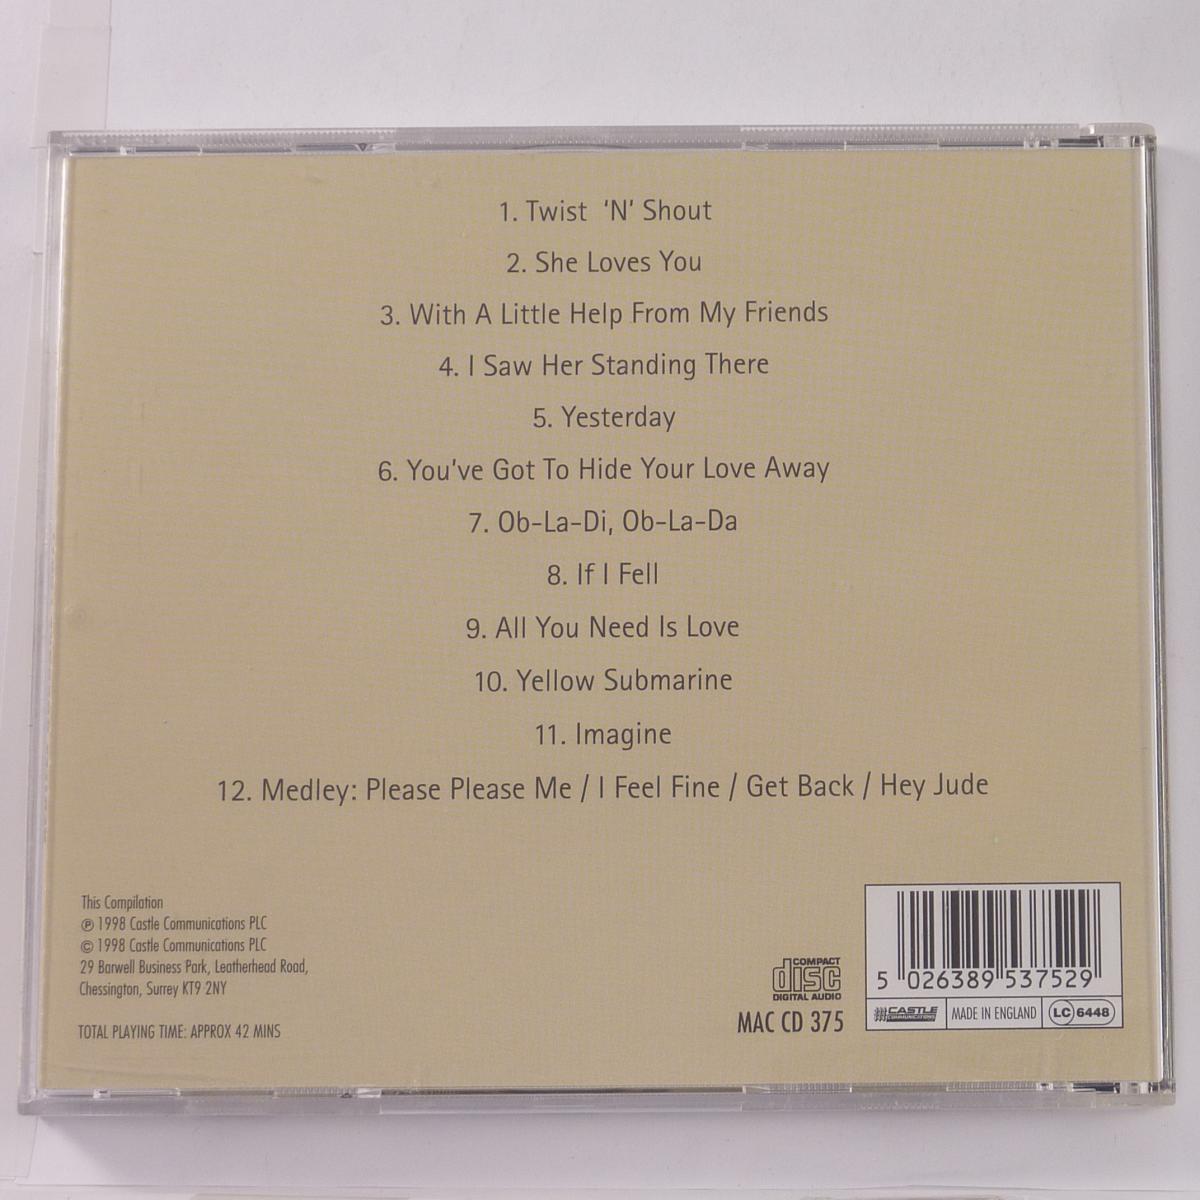 1. Twist ‘N’ Shout
2. She Loves You
3. With A Little Help From My Friends
4. I Saw Her Standing There
5. Yesterday
6. You’ve Got To Hide Your Love Away
7. Ob-La-Di, Ob-La-Da
8. If I Fell
9. All You Need Is Love
10. Yellow Submarine
11. Imagine
12. Medley: Please Please Me / I Feel Fine / Get Back / Hey Jude
This Compilation
℗ 1998 Castle Communications PLC
© 1998 Castle Communications PLC
29 Barwell Business Park, Leatherhead Road,
Chessington, Surrey KT9 2NY
TOTAL PLAYING TIME: APPROX 42 MINS
COMPACT
disc
DIGITAL AUDIO
MAC CD 375
5 026389 537529
CASTLE
COMMUNICATIONS
MADE IN ENGLAND
LC 6448